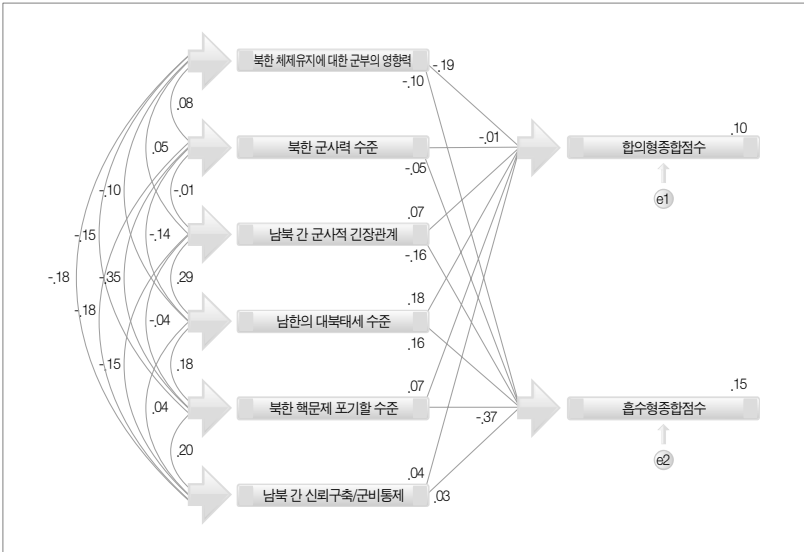 북한 체제유지에 대한 군부의 영향력
-.19
-.10
.08
.10
북한 군사력 수준
-.01
합의형종합점수
.05
-.05
-.10
-.01
e1
.07
남북 간 군사적 긴장관계
-.15
-.14
-.16
-.18
-.35
.29
.18
남한의 대북태세 수준
-.18
-.04
.16
.15
-.15
.18
.07
북한 핵문제 포기할 수준
흡수형종합점수
.04
-.37
.20
e2
.04
남북 간 신뢰구축/군비통제
.03